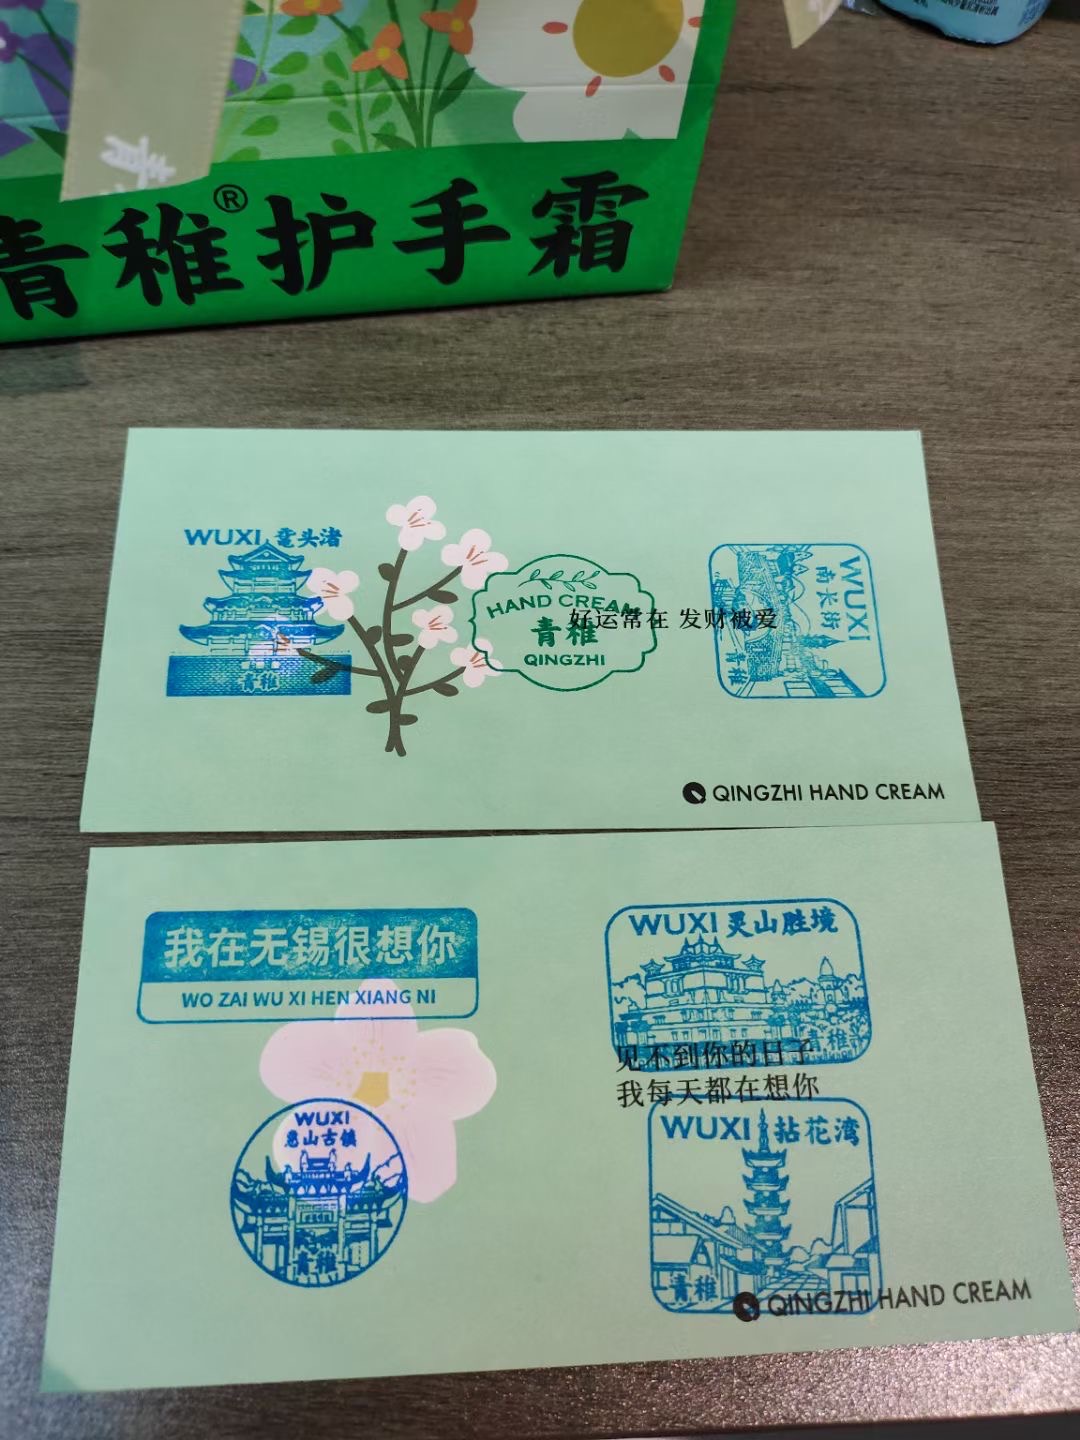 青稚®护手霜
WUXI 鼋头渚
青稚
HAND CREAM
青稚
QINGZHI
好运常在 发财被爱
WUXI
南长街
青稚
QINGZHI HAND CREAM
我在无锡很想你
WO ZAI WU XI HEN XIANG NI
WUXI 灵山胜境
青稚
见不到你的日子
我每天都在想你
WUXI
惠山古镇
青稚
WUXI 拈花湾
青稚
QINGZHI HAND CREAM